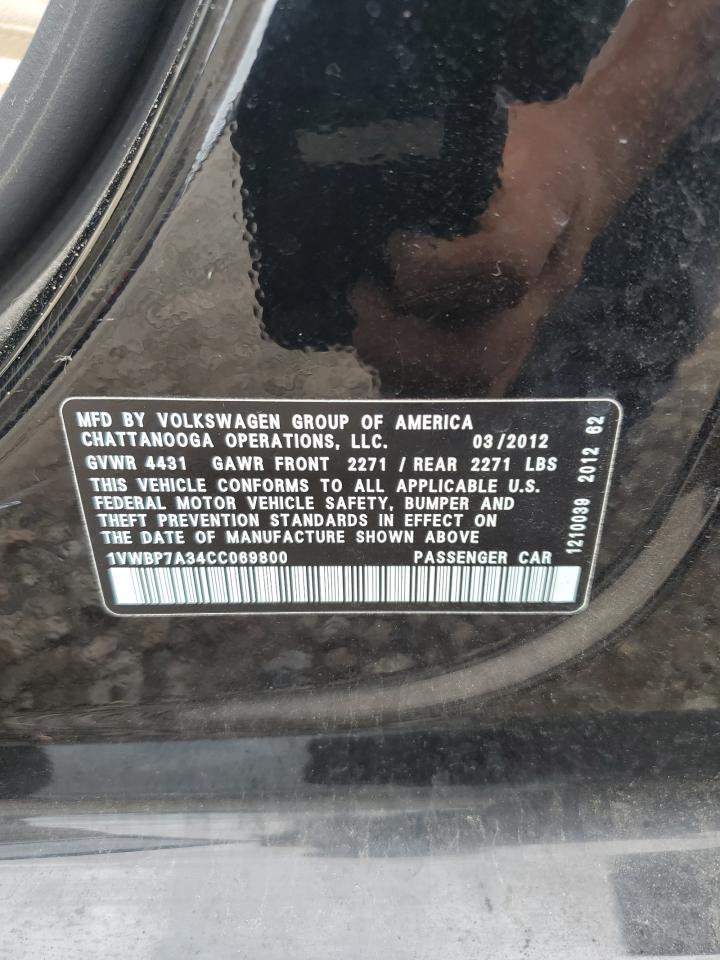 MFD BY VOLKSWAGEN GROUP OF AMERICA
CHATTANOOGA OPERATIONS, LLC. 03/2012
GVWR 4431 GAWR FRONT 2271 / REAR 2271 LBS
THIS VEHICLE CONFORMS TO ALL APPLICABLE U.S.
FEDERAL MOTOR VEHICLE SAFETY, BUMPER AND
THEFT PREVENTION STANDARDS IN EFFECT ON
THE DATE OF MANUFACTURE SHOWN ABOVE
1VWBP7A34CC069800 PASSENGER CAR
1210039 2012 62